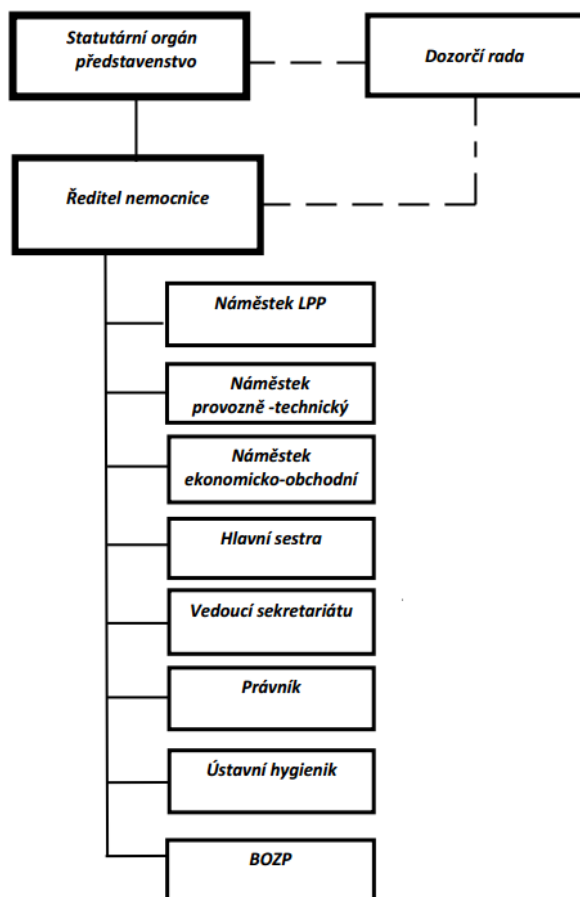 Statutární orgán
představenstvo
Dozorčí rada
Ředitel nemocnice
Náměstek LPP
Náměstek
provozně -technický
Náměstek
ekonomicko-obchodní
Hlavní sestra
Vedoucí sekretariátu
Právník
Ústavní hygienik
BOZP